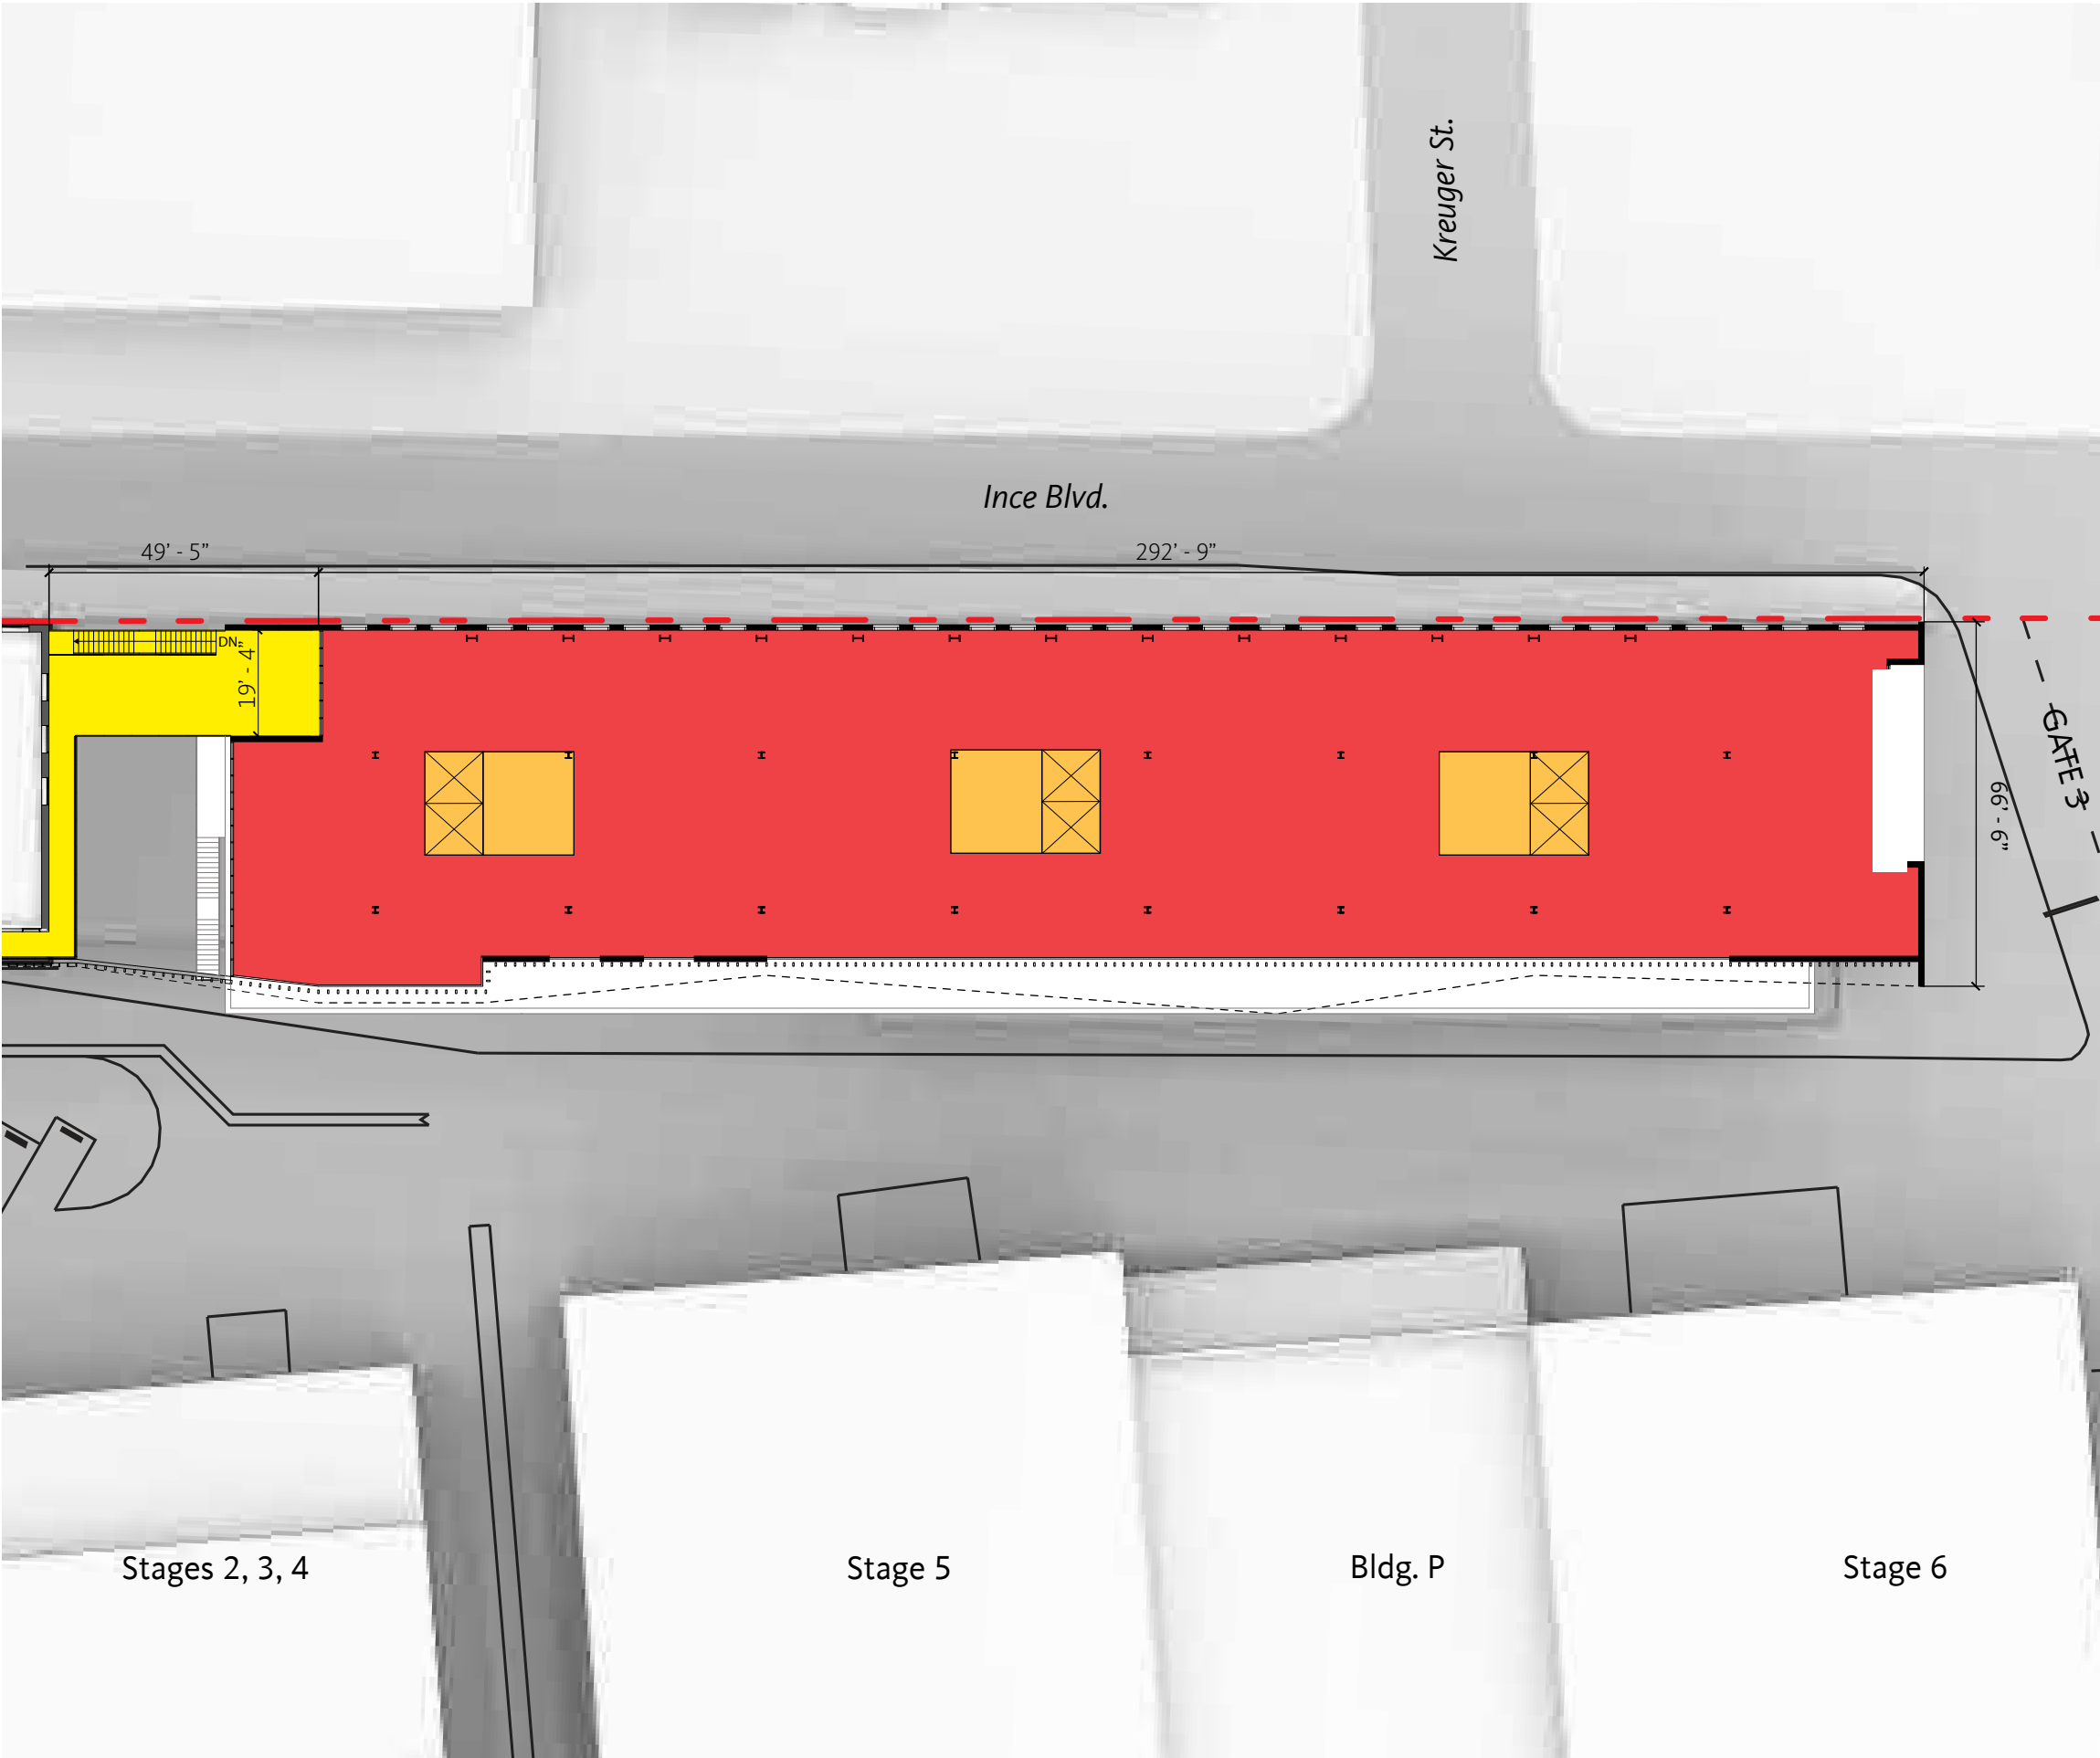 Kreuger St.
Ince Blvd.
49’ - 5”
292’ - 9”
DN
19’ - 4”
GATE 3
66’ - 6”
Stages 2, 3, 4
Stage 5
Bldg. P
Stage 6